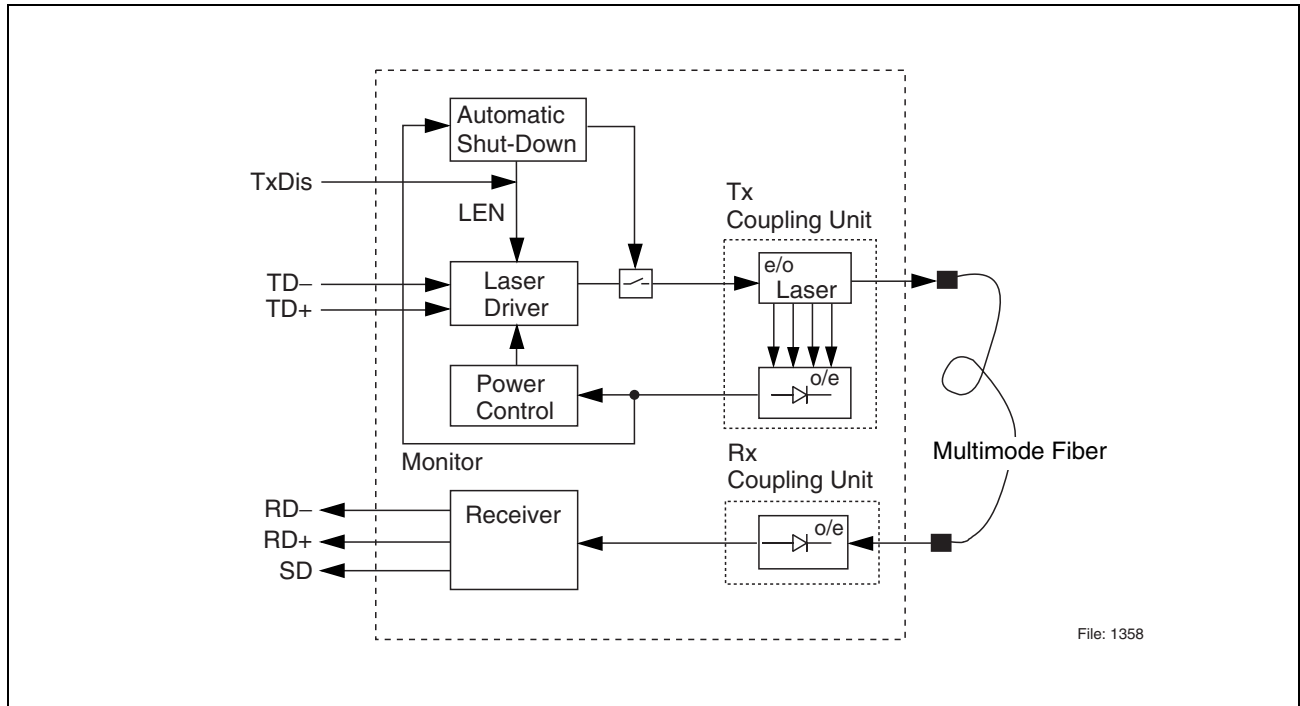 Automatic
Shut-Down
TxDis
LEN
Tx
Coupling Unit
TD–
TD+
Laser
Driver
e/o
Laser
o/e
Power
Control
Monitor
Rx
Coupling Unit
Multimode Fiber
RD–
RD+
SD
Receiver
o/e
File: 1358